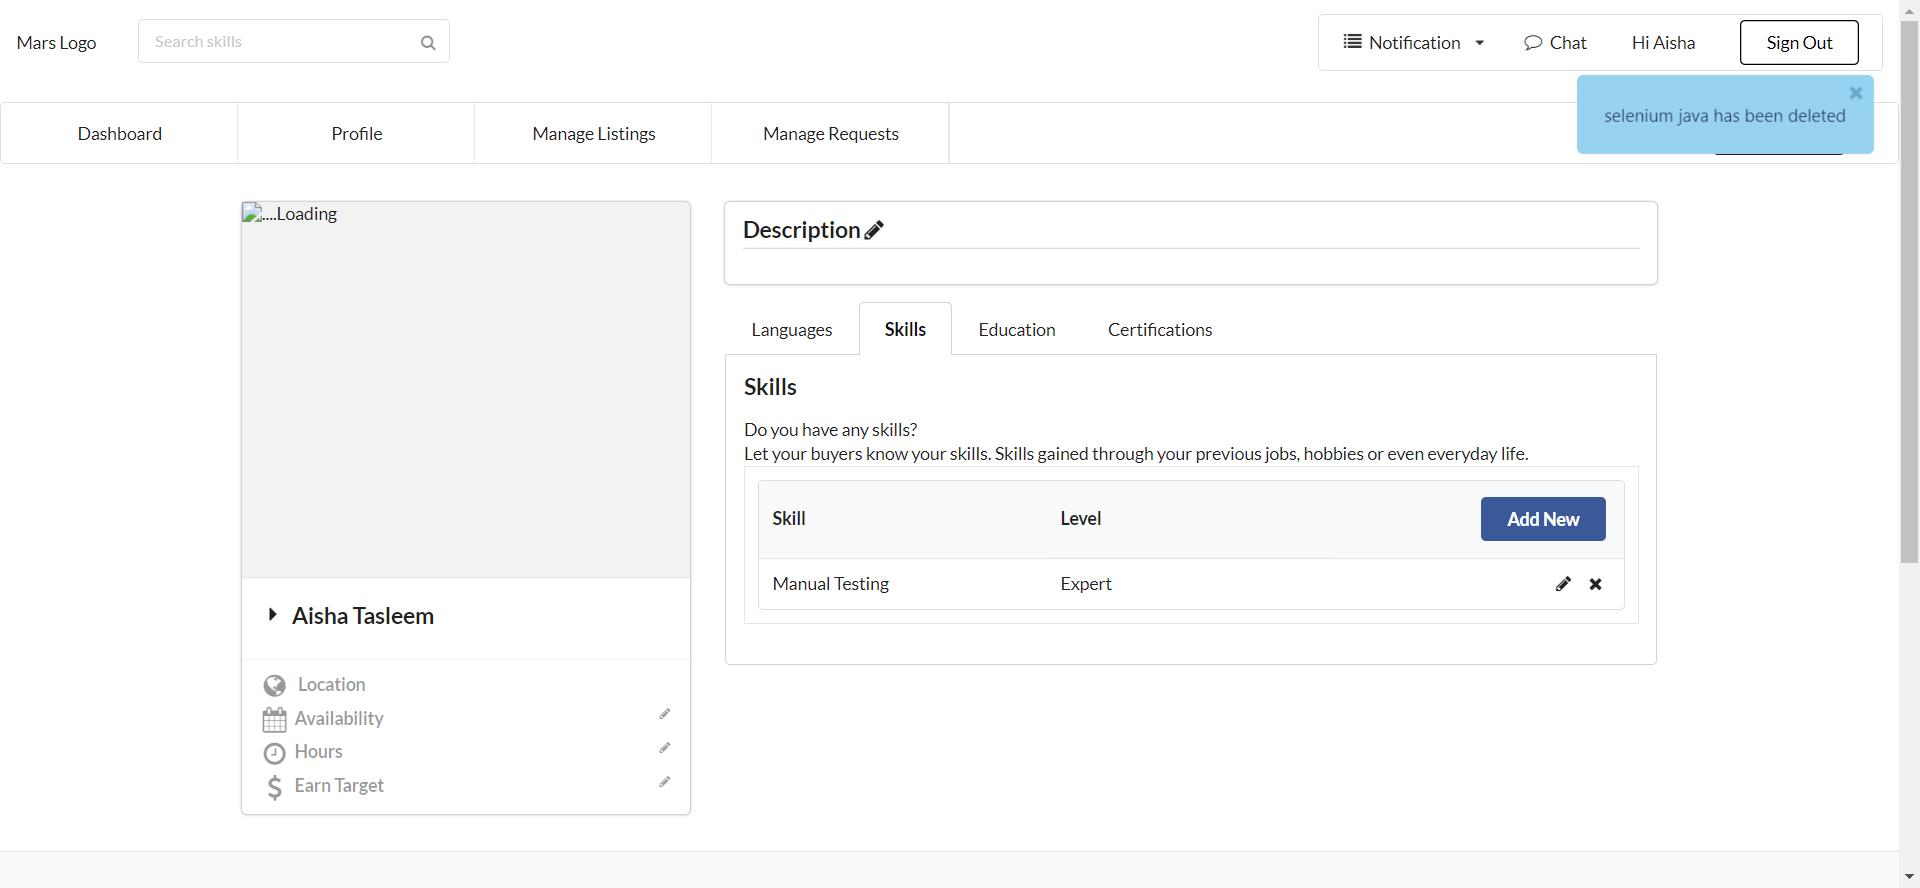 Mars Logo
Search skills
Notification
Chat
Hi Aisha
Sign Out
selenium java has been deleted
Dashboard
Profile
Manage Listings
Manage Requests
....Loading
Aisha Tasleem
Location
Availability
Hours
Earn Target
Description
Languages
Skills
Education
Certifications
Skills
Do you have any skills?
Let your buyers know your skills. Skills gained through your previous jobs, hobbies or even everyday life.
Skill
Level
Add New
Manual Testing
Expert